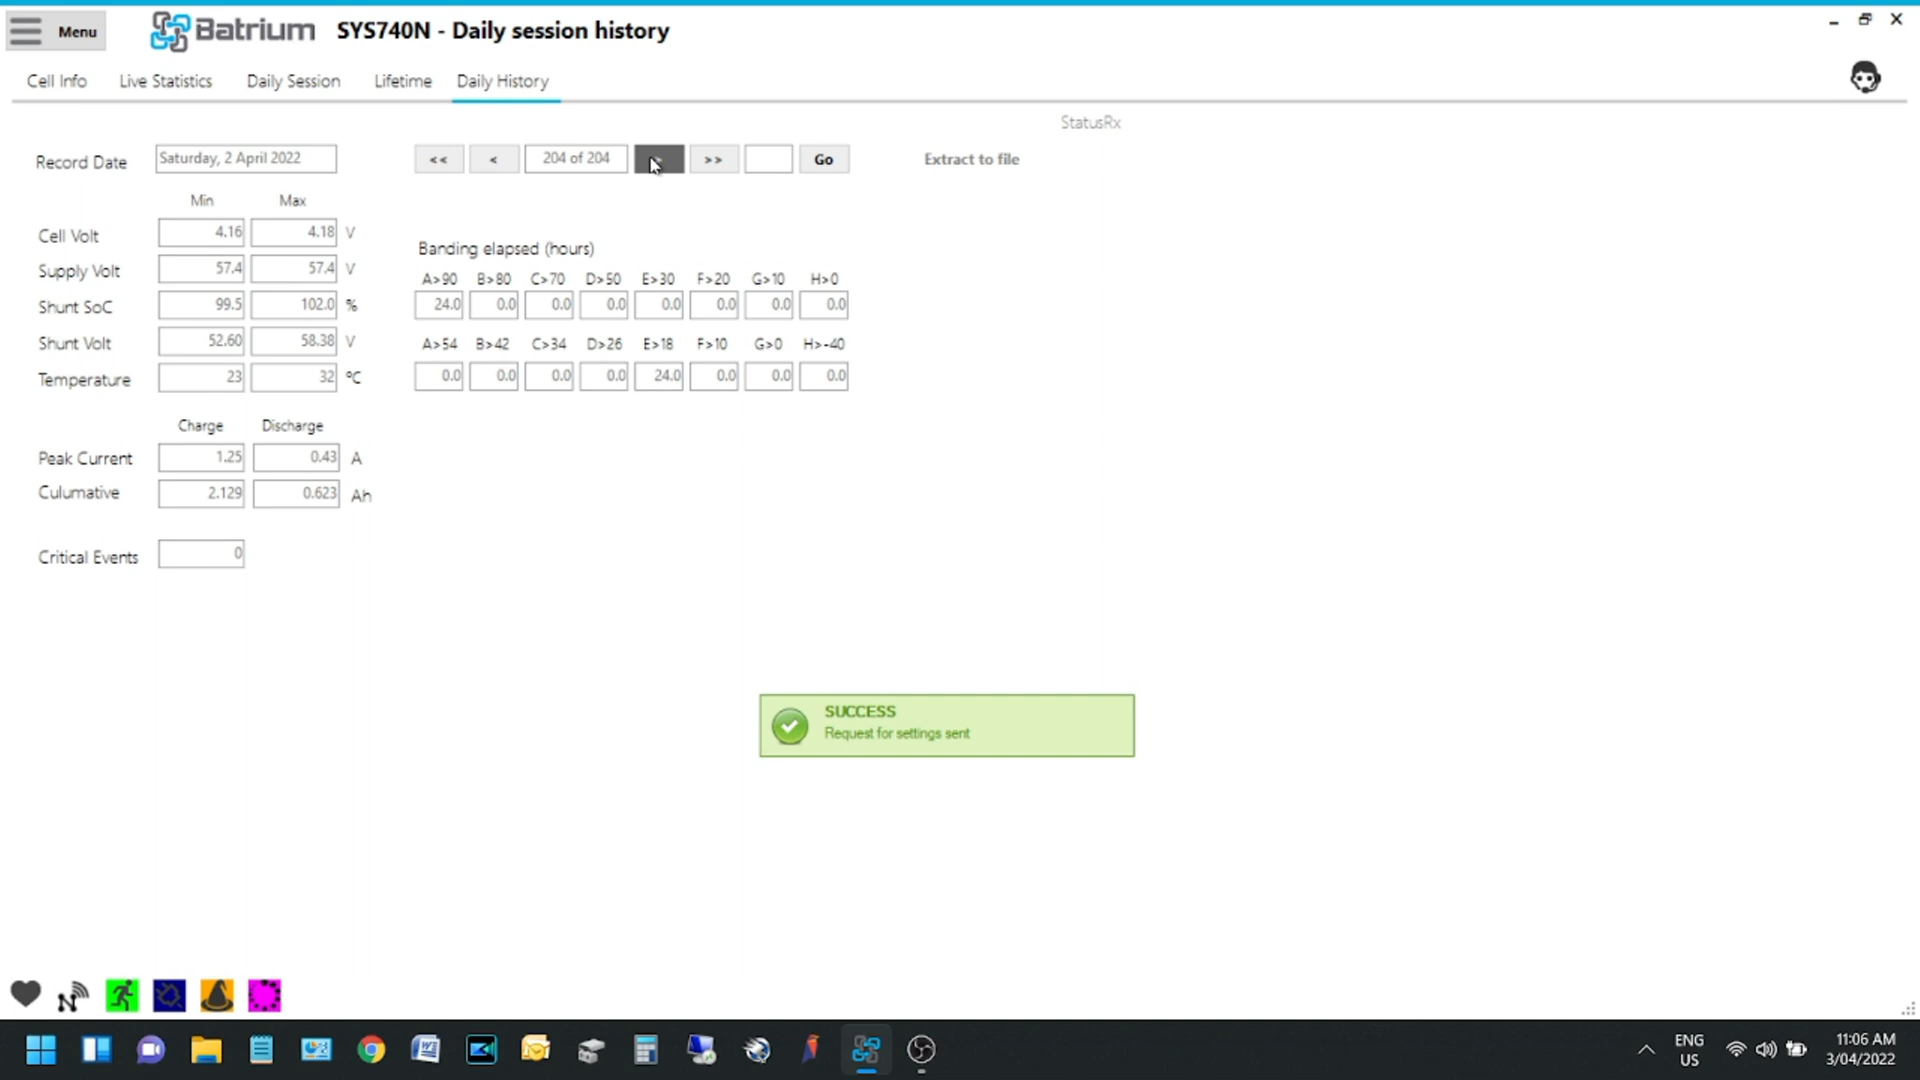 Menu
Batrium
SYS740N - Daily session history
Cell Info Live Statistics Daily Session Lifetime Daily History
StatusRx
Record Date Saturday, 2 April 2022 << < 204 of 204 > >> Go Extract to file
Min Max
Cell Volt 4.16 4.18 V
Supply Volt 57.4 57.4 V
Shunt SoC 99.5 102.0 %
Shunt Volt 52.60 58.38 V
Temperature 23 32 °C
Banding elapsed (hours)
A>90 B>80 C>70 D>50 E>30 F>20 G>10 H>0
24.0 0.0 0.0 0.0 0.0 0.0 0.0 0.0
A>54 B>42 C>34 D>26 E>18 F>10 G>0 H>-40
0.0 0.0 0.0 0.0 24.0 0.0 0.0 0.0
Charge Discharge
Peak Current 1.25 0.43 A
Culumative 2.129 0.623 Ah
Critical Events 0
SUCCESS
Request for settings sent
N
ENG
US
11:06 AM
3/04/2022